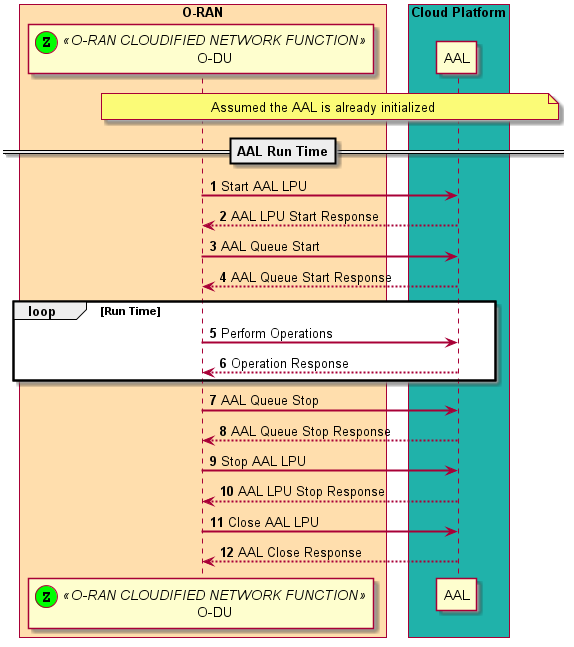 O-RAN
Cloud Platform
Z «O-RAN CLOUDIFIED NETWORK FUNCTION»
O-DU
AAL
Assumed the AAL is already initialized
AAL Run Time
1 Start AAL LPU
2 AAL LPU Start Response
3 AAL Queue Start
4 AAL Queue Start Response
loop [Run Time]
5 Perform Operations
6 Operation Response
7 AAL Queue Stop
8 AAL Queue Stop Response
9 Stop AAL LPU
10 AAL LPU Stop Response
11 Close AAL LPU
12 AAL Close Response
Z «O-RAN CLOUDIFIED NETWORK FUNCTION»
O-DU
AAL